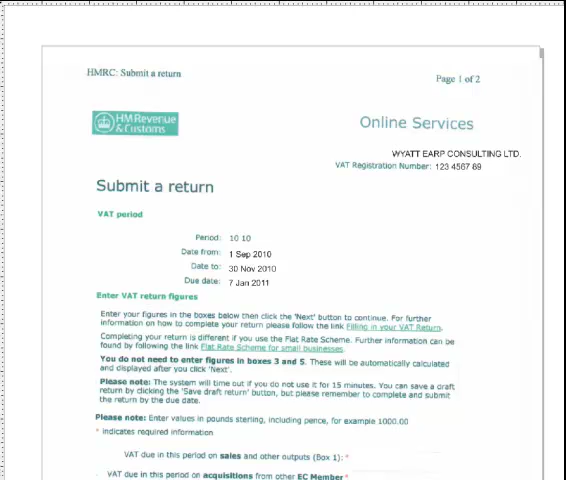 HMRC: Submit a return
Page 1 of 2
HM Revenue
& Customs
Online Services
WYATT EARP CONSULTING LTD.
VAT Registration Number: 123 4567 89
Submit a return
VAT period
Period: 10 10
Date from: 1 Sep 2010
Date to: 30 Nov 2010
Due date: 7 Jan 2011
Enter VAT return figures
Enter your figures in the boxes below then click the 'Next' button to continue. For further
information on how to complete your return please follow the link Filling in your VAT Return.
Completing your return is different if you use the Flat Rate Scheme. Further information can be
found by following the link Flat Rate Scheme for small businesses.
You do not need to enter figures in boxes 3 and 5. These will be automatically calculated
and displayed after you click 'Next'.
Please note: The system will time out if you do not use it for 15 minutes. You can save a draft
return by clicking the 'Save draft return' button, but please remember to complete and submit
the return by the due date.
Please note: Enter values in pounds sterling, including pence, for example 1000.00
* indicates required information
VAT due in this period on sales and other outputs (Box 1): *
VAT due in this period on acquisitions from other EC Member *